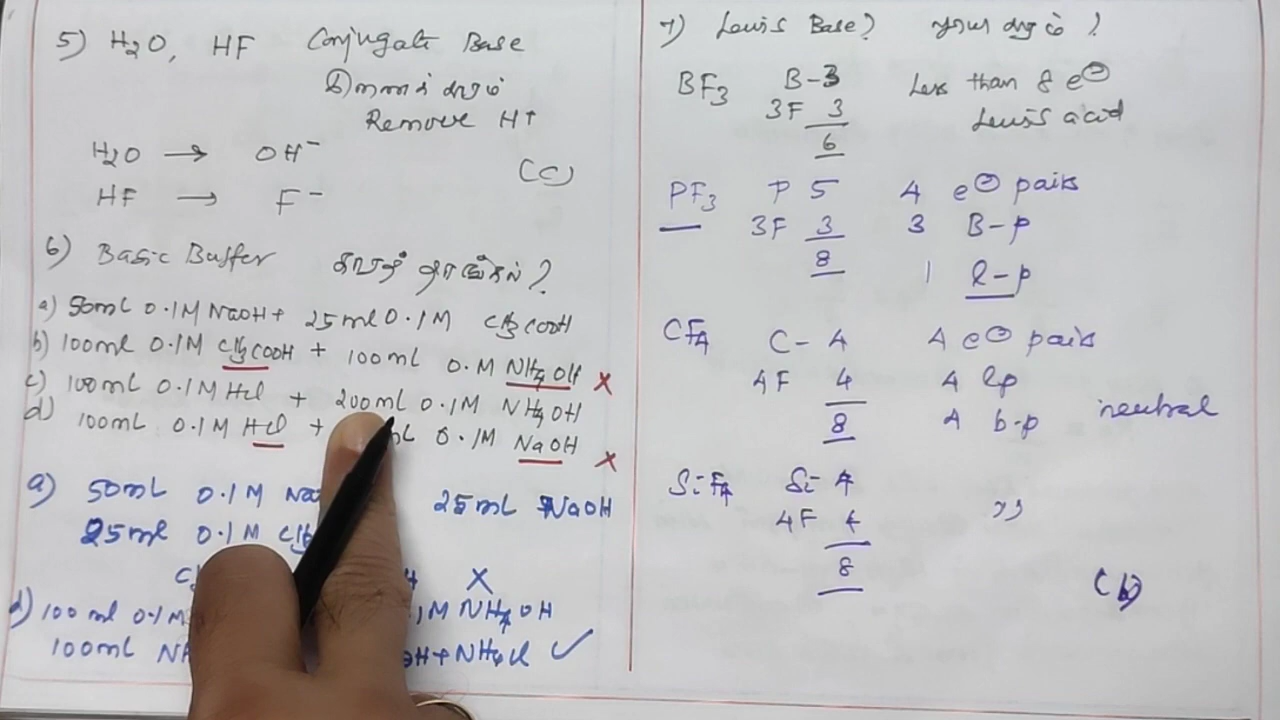 5) H₂O, HF Conjugate Base
Remove H⁺
H₂O → OH⁻
HF → F⁻
(C)
6) Basic Buffer
a) 50mL 0.1M NaOH + 25ml 0.1M CH3COOH
b) 100ml 0.1M CH3COOH + 100ml 0.M NH4OH X
c) 100ml 0.1M Hcl + 200ml 0.1M NH4OH
d) 100mL 0.1M Hcl + mL 0.1M NaOH X
a) 50mL 0.1M 25mL NaOH
25ml 0.1M
X
d) 100ml 0.1M M NH4OH
100ml + NH4cl ✓
7) Lewis Base?
BF3 B-3 Less than 8 e⊖
3F 3 Lewis acid
6
PF3 P 5 4 e⊖ pairs
3F 3 3 B-p
8 1 l-p
CF4 C-4 4 e⊖ pairs
4F 4 4 lp
8 4 b-p neutral
SiF4 Si 4
4F 4 ,,
8
(b)